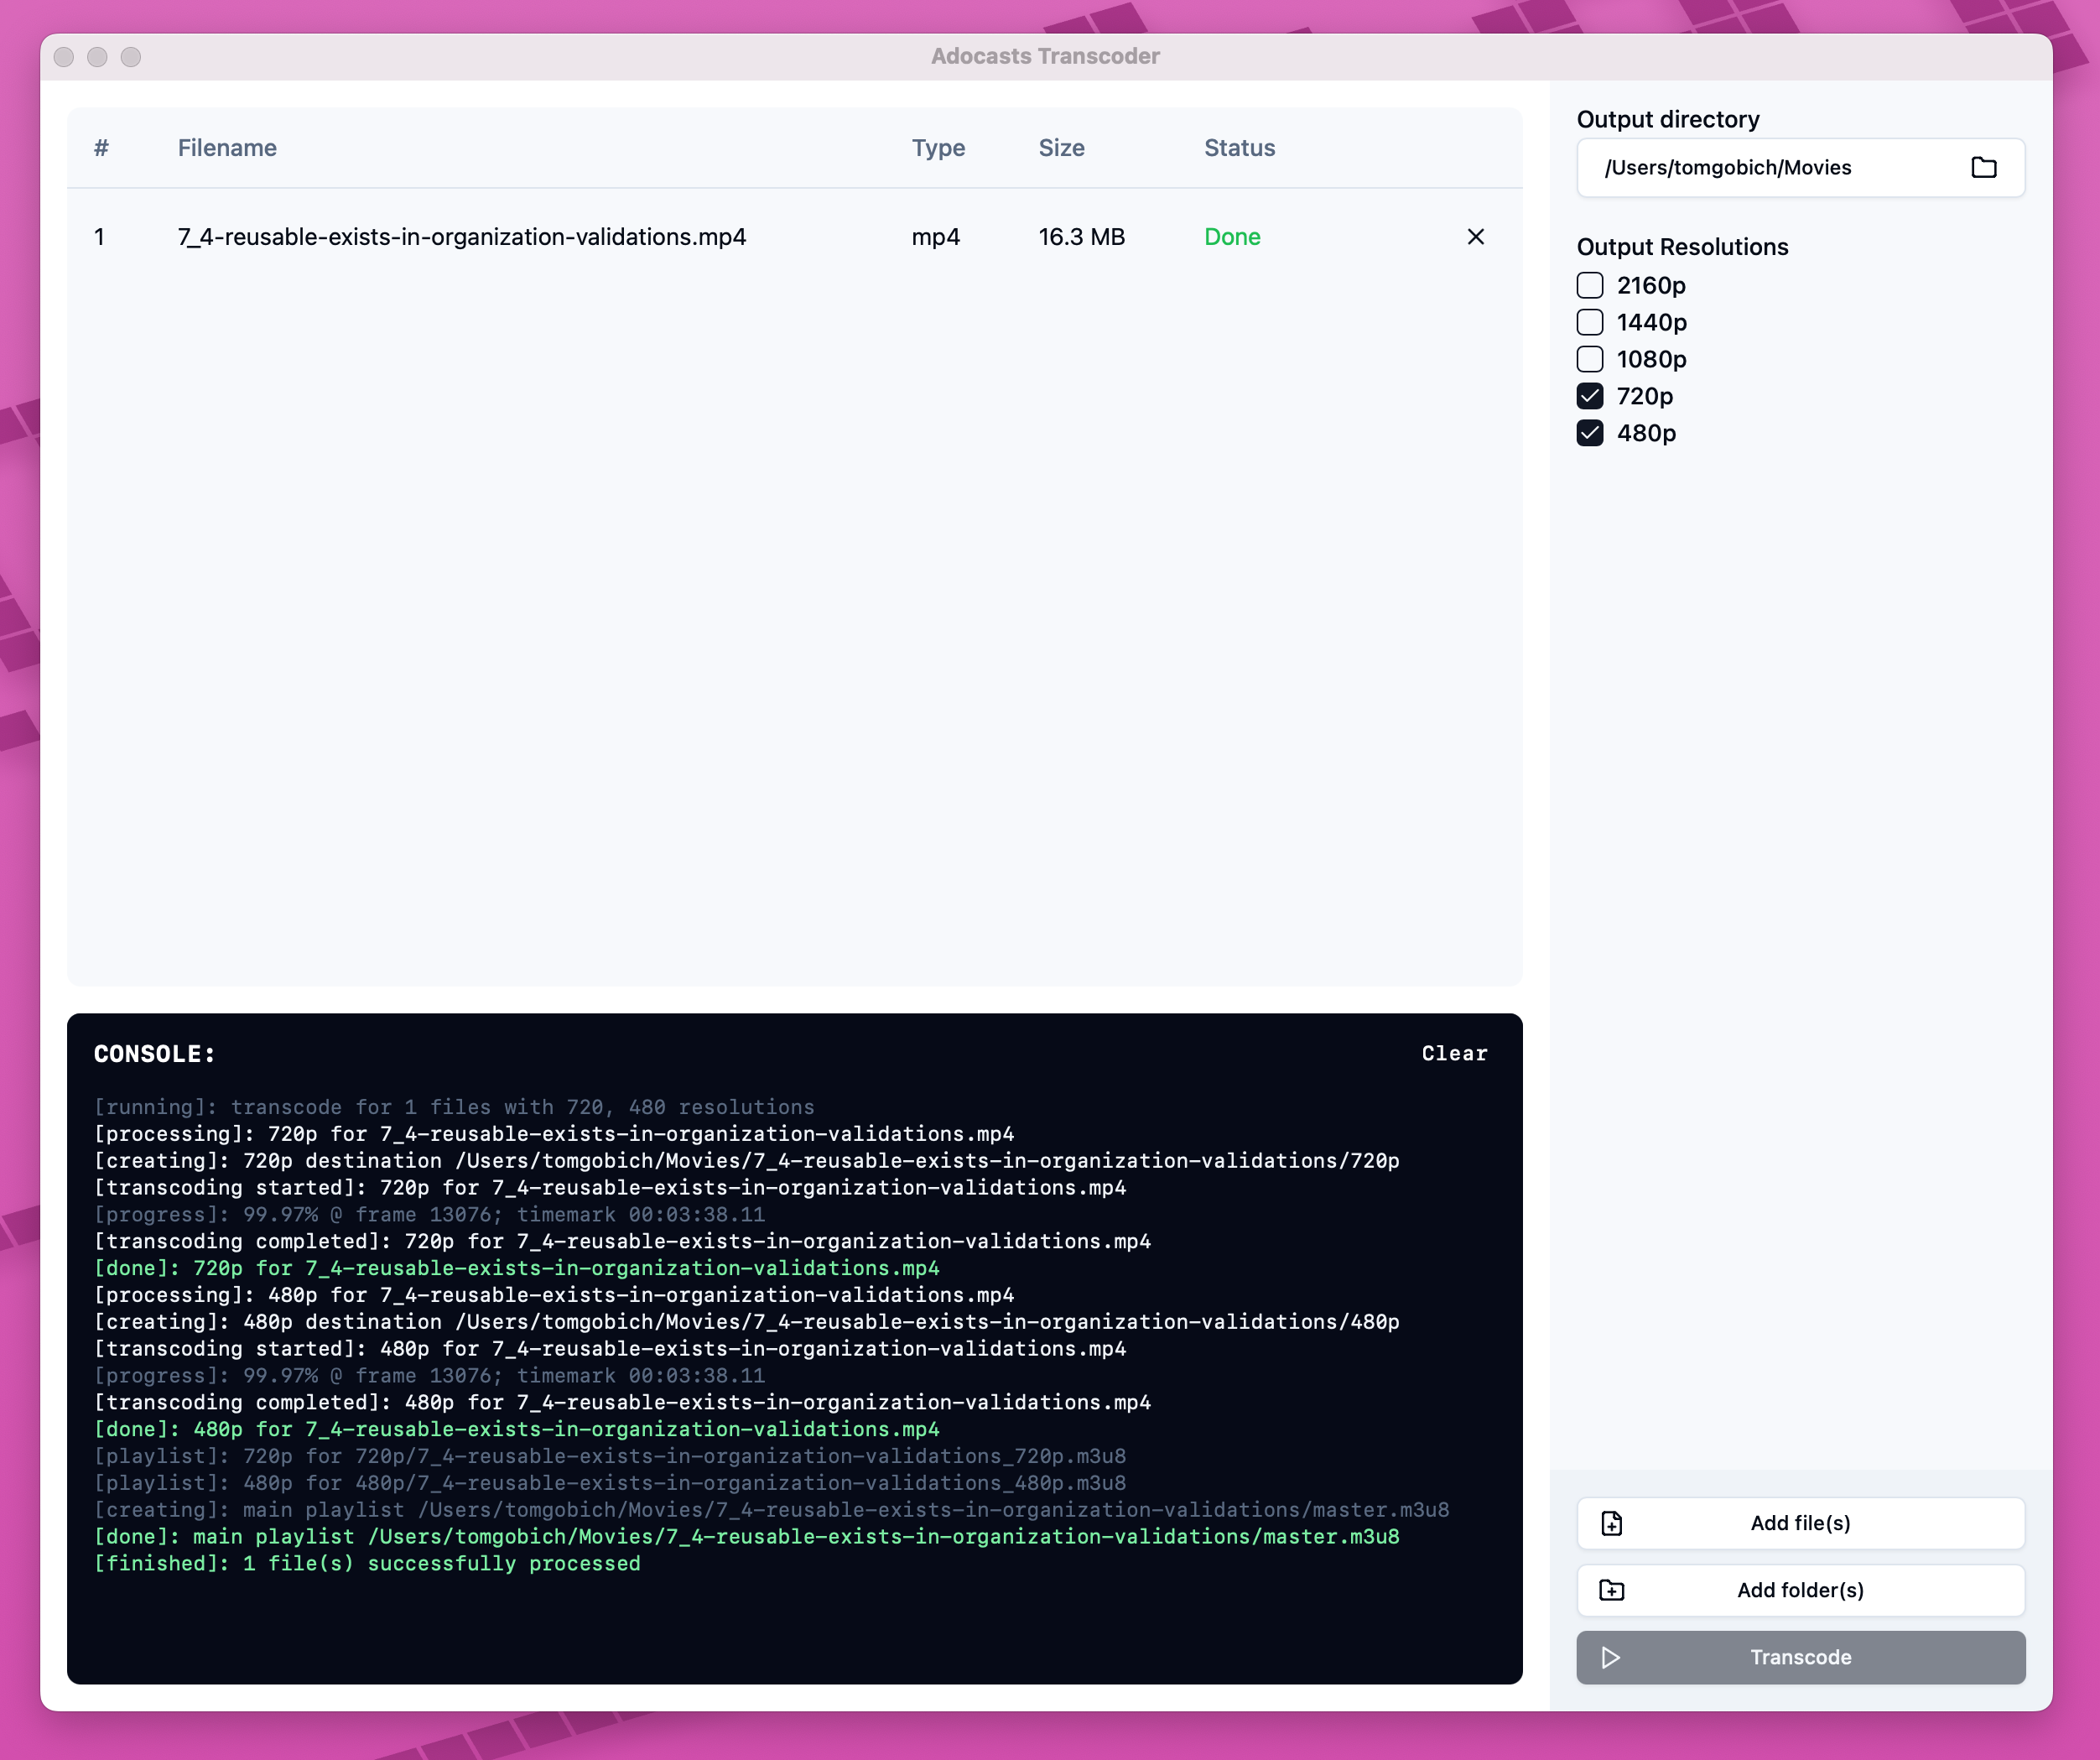 Adocasts Transcoder
# Filename Type Size Status
1 7_4-reusable-exists-in-organization-validations.mp4 mp4 16.3 MB Done
Output directory
/Users/tomgobich/Movies
Output Resolutions
2160p
1440p
1080p
720p
480p
CONSOLE: Clear
[running]: transcode for 1 files with 720, 480 resolutions
[processing]: 720p for 7_4-reusable-exists-in-organization-validations.mp4
[creating]: 720p destination /Users/tomgobich/Movies/7_4-reusable-exists-in-organization-validations/720p
[transcoding started]: 720p for 7_4-reusable-exists-in-organization-validations.mp4
[progress]: 99.97% @ frame 13076; timemark 00:03:38.11
[transcoding completed]: 720p for 7_4-reusable-exists-in-organization-validations.mp4
[done]: 720p for 7_4-reusable-exists-in-organization-validations.mp4
[processing]: 480p for 7_4-reusable-exists-in-organization-validations.mp4
[creating]: 480p destination /Users/tomgobich/Movies/7_4-reusable-exists-in-organization-validations/480p
[transcoding started]: 480p for 7_4-reusable-exists-in-organization-validations.mp4
[progress]: 99.97% @ frame 13076; timemark 00:03:38.11
[transcoding completed]: 480p for 7_4-reusable-exists-in-organization-validations.mp4
[done]: 480p for 7_4-reusable-exists-in-organization-validations.mp4
[playlist]: 720p for 720p/7_4-reusable-exists-in-organization-validations_720p.m3u8
[playlist]: 480p for 480p/7_4-reusable-exists-in-organization-validations_480p.m3u8
[creating]: main playlist /Users/tomgobich/Movies/7_4-reusable-exists-in-organization-validations/master.m3u8
[done]: main playlist /Users/tomgobich/Movies/7_4-reusable-exists-in-organization-validations/master.m3u8
[finished]: 1 file(s) successfully processed
Add file(s)
Add folder(s)
Transcode